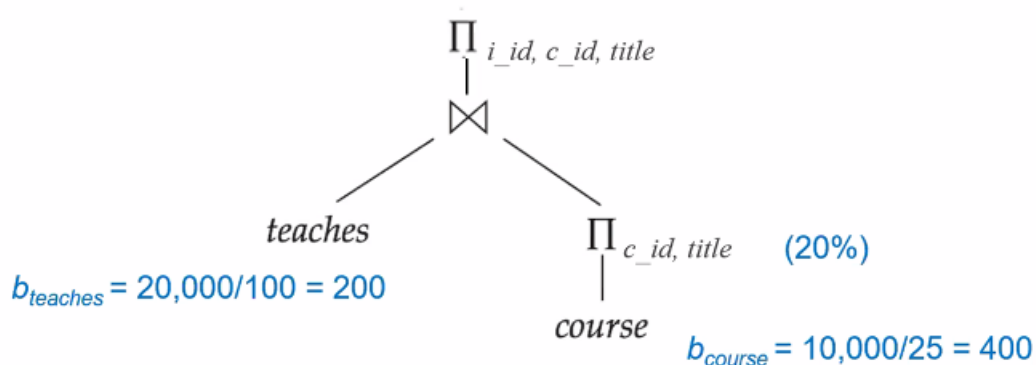 ∏ i_id, c_id, title
⋈
teaches
∏ c_id, title (20%)
b_teaches = 20,000/100 = 200
course
b_course = 10,000/25 = 400